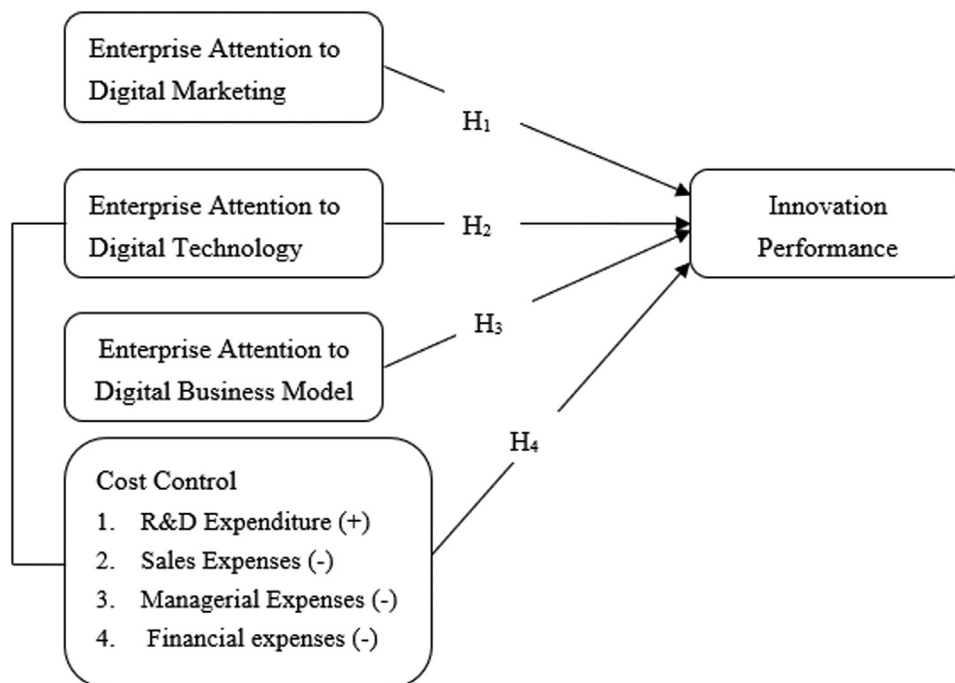 Enterprise Attention to
Digital Marketing
H₁
Enterprise Attention to
Digital Technology
H₂
Innovation
Performance
Enterprise Attention to
Digital Business Model
H₃
H₄
Cost Control
1. R&D Expenditure (+)
2. Sales Expenses (-)
3. Managerial Expenses (-)
4. Financial expenses (-)